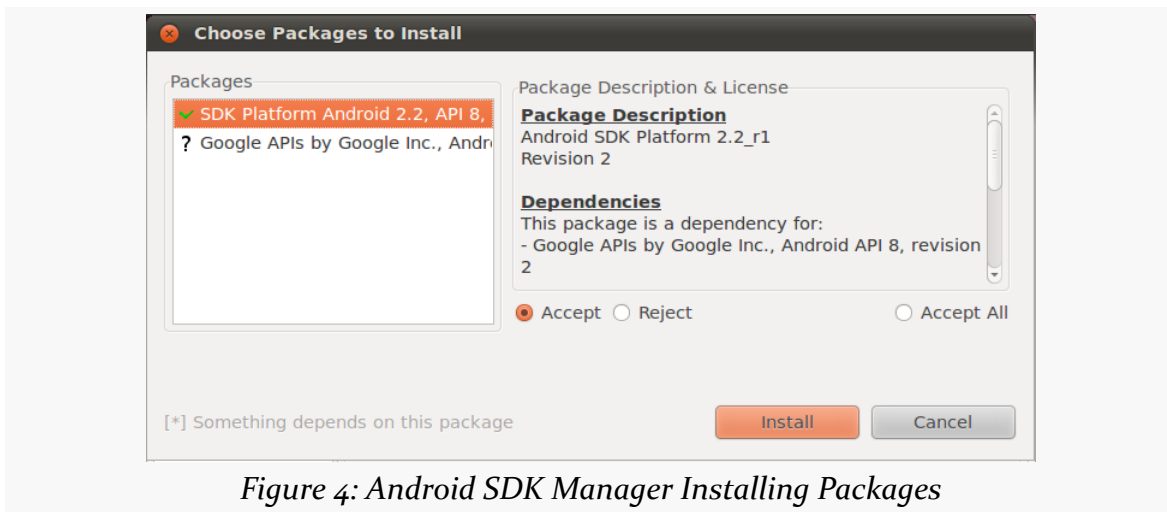 Choose Packages to Install
Packages
SDK Platform Android 2.2, API 8,
? Google APIs by Google Inc.,
Package Description & License
Package Description
Android SDK Platform 2.2_r1
Revision 2
Dependencies
This package is a dependency for:
- Google APIs by Google Inc., Android API 8, revision
2
Accept
Reject
Accept All
[*] Something depends on this package
Install
Cancel
Figure 4: Android SDK Manager Installing Packages